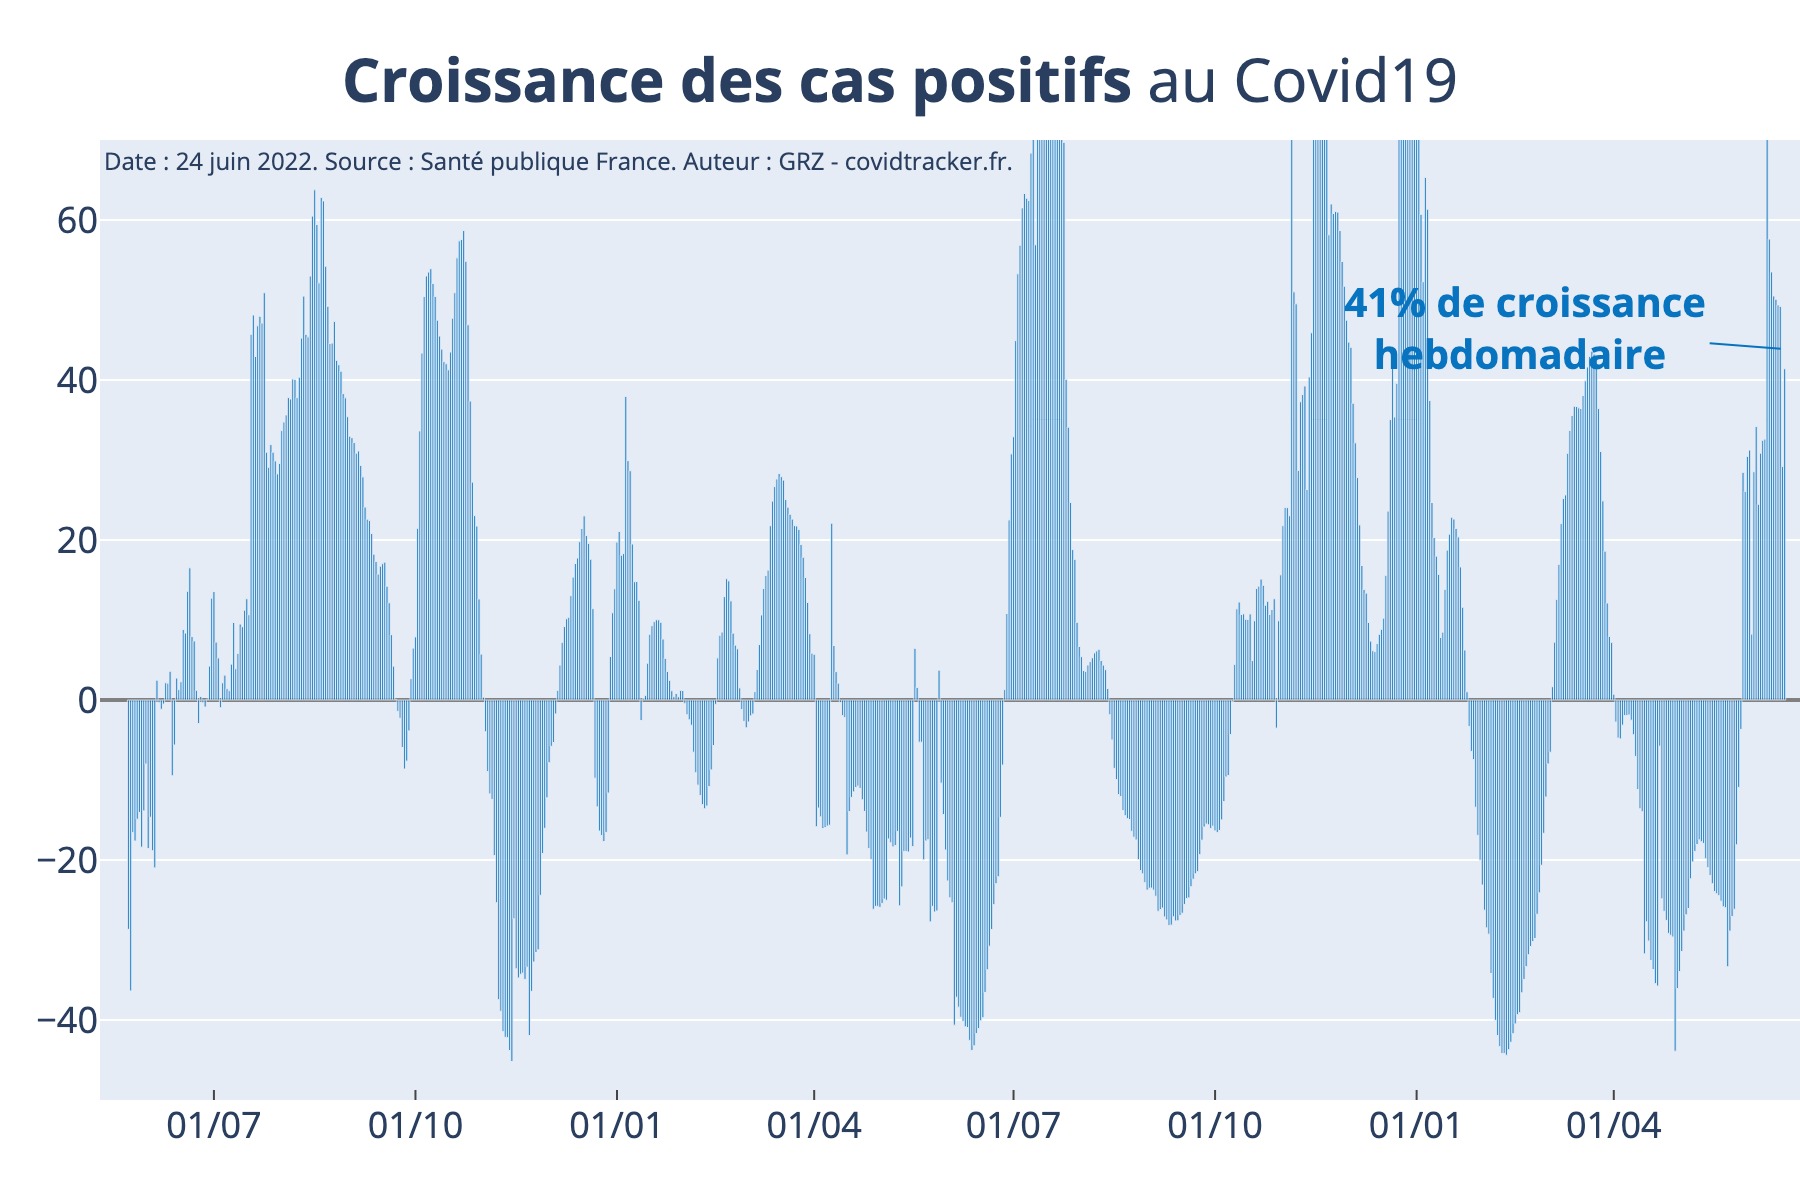 Croissance des cas positifs au Covid19
Date : 24 juin 2022. Source : Santé publique France. Auteur : GRZ - covidtracker.fr.
60
41% de croissance
hebdomadaire
40
20
0
−20
−40
01/07 01/10 01/01 01/04 01/07 01/10 01/01 01/04